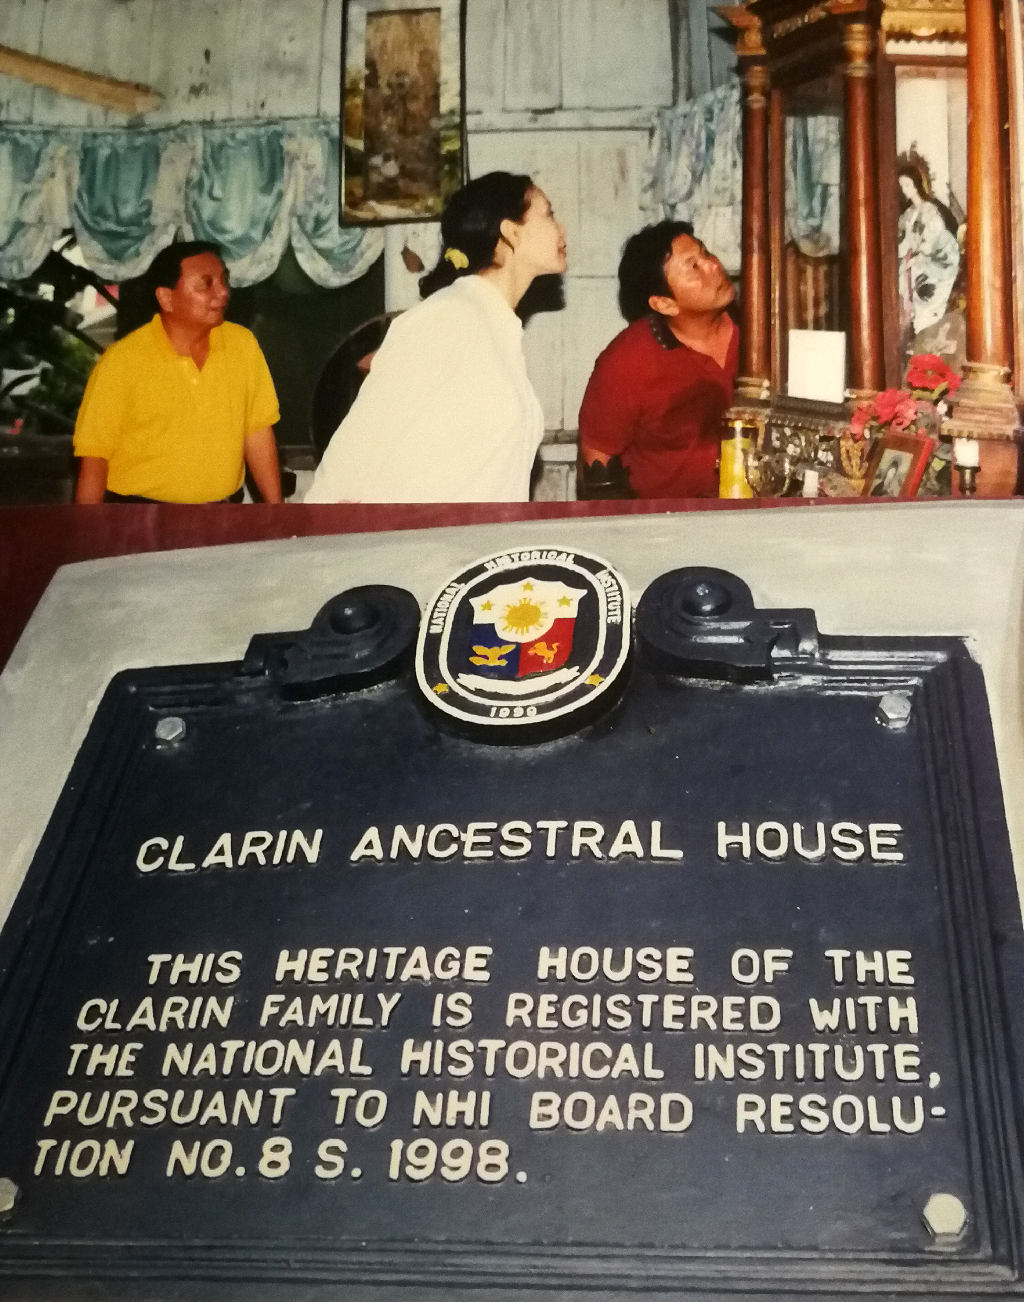 NATIONAL HISTORICAL INSTITUTE
1999
CLARIN ANCESTRAL HOUSE
THIS HERITAGE HOUSE OF THE
CLARIN FAMILY IS REGISTERED WITH
THE NATIONAL HISTORICAL INSTITUTE,
PURSUANT TO NHI BOARD RESOLU-
TION NO. 8 S. 1998.